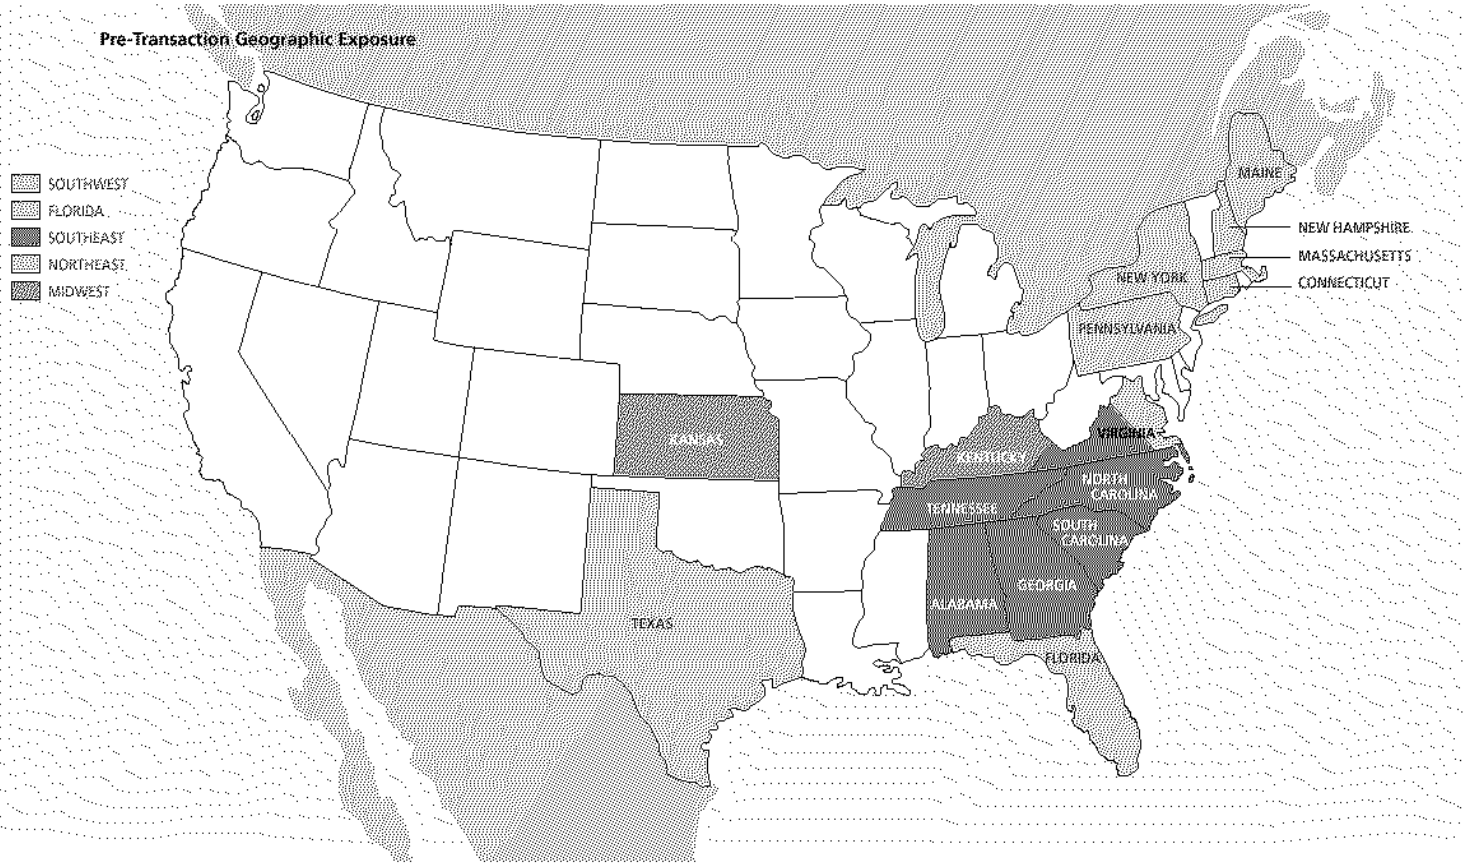 Pre-Transaction Geographic Exposure
SOUTHWEST
FLORIDA
SOUTHEAST
NORTHEAST
MIDWEST
MAINE
NEW HAMPSHIRE
MASSACHUSETTS
CONNECTICUT
NEW YORK
PENNSYLVANIA
KANSAS
VIRGINIA
KENTUCKY
NORTH
CAROLINA
TENNESSEE
SOUTH
CAROLINA
GEORGIA
ALABAMA
TEXAS
FLORIDA